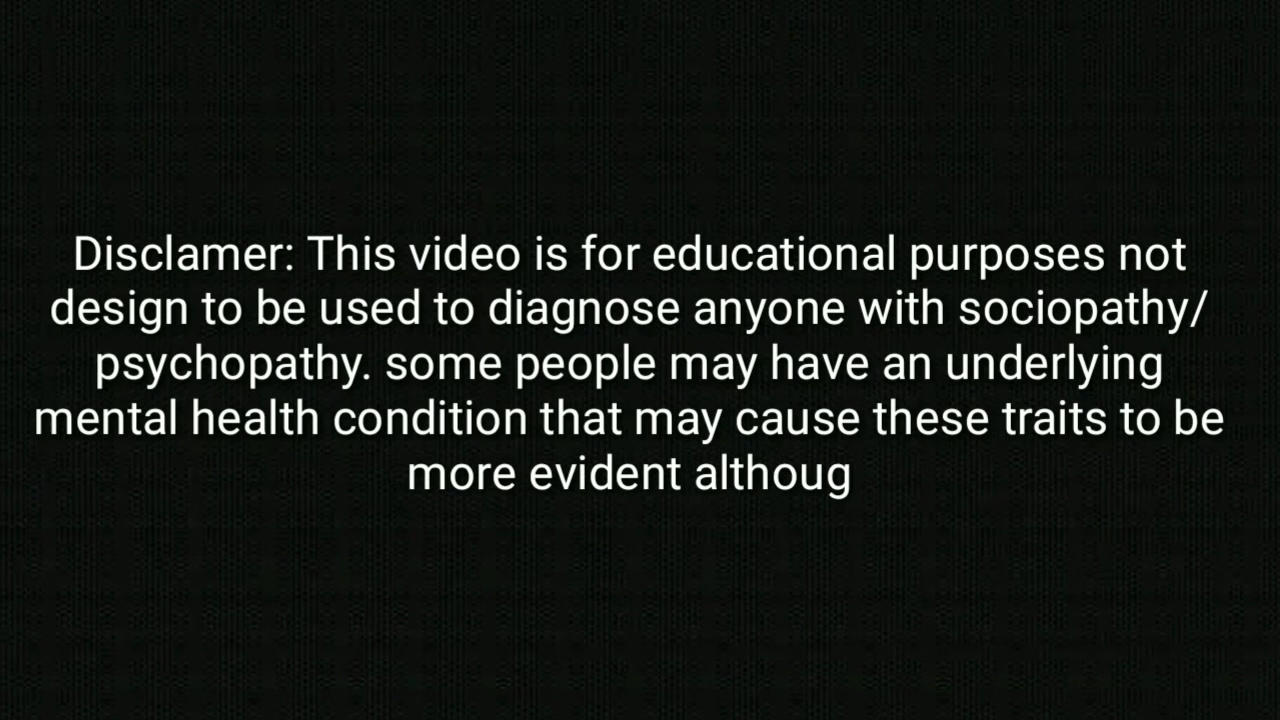 Disclamer: This video is for educational purposes not
design to be used to diagnose anyone with sociopathy/
psychopathy. some people may have an underlying
mental health condition that may cause these traits to be
more evident althoug